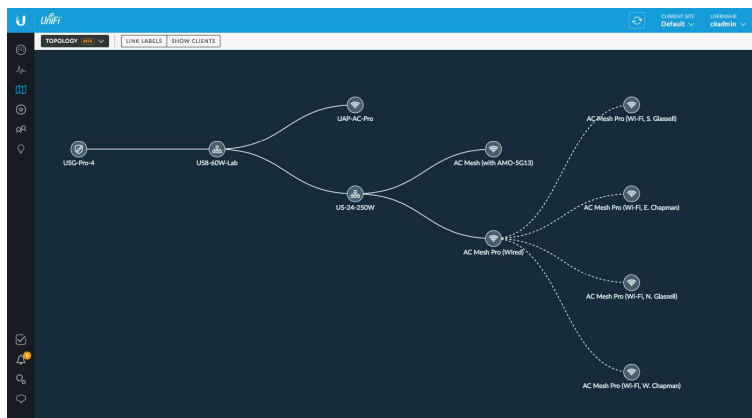 U UniFi CURRENT SITE USERNAME
Default ckadmin
TOPOLOGY BETA LINK LABELS SHOW CLIENTS
UAP-AC-Pro
AC Mesh Pro (Wi-Fi, S. Glassell)
USG-Pro-4
US8-60W-Lab
AC Mesh (with AMO-5G13)
US-24-250W
AC Mesh Pro (Wi-Fi, E. Chapman)
AC Mesh Pro (Wired)
AC Mesh Pro (Wi-Fi, N. Glassell)
AC Mesh Pro (Wi-Fi, W. Chapman)